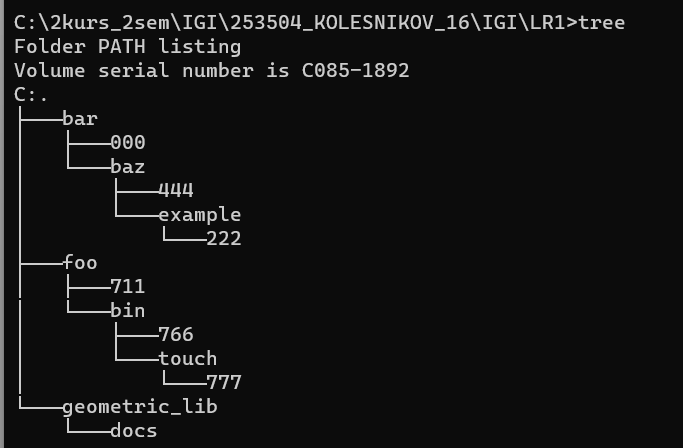 C:\2kurs_2sem\IGI\253504_KOLESNIKOV_16\IGI\LR1>tree
Folder PATH listing
Volume serial number is C085-1892
C:.
├───bar
│   ├───000
│   └───baz
│       ├───444
│       └───example
│           └───222
├───foo
│   ├───711
│   └───bin
│       ├───766
│       └───touch
│           └───777
└───geometric_lib
    └───docs